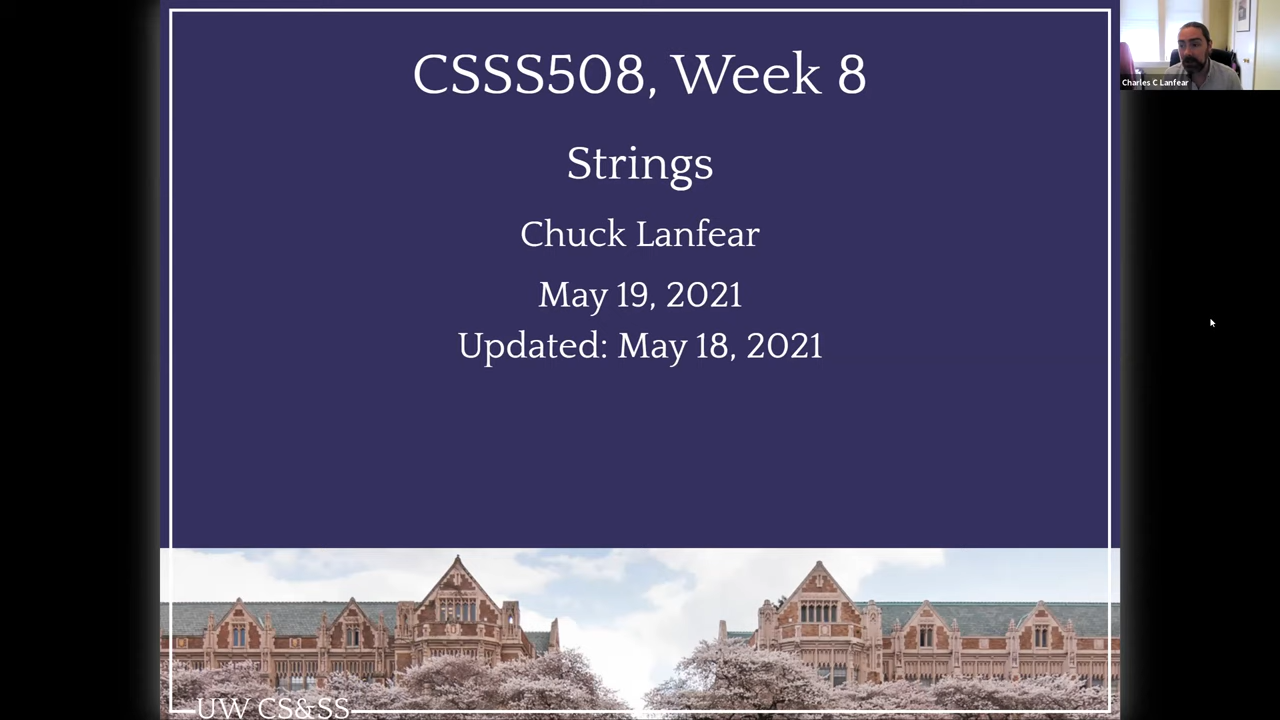 CSSS508, Week 8
Strings
Chuck Lanfear
May 19, 2021
Updated: May 18, 2021
UW CS&SS
Charles C Lanfear